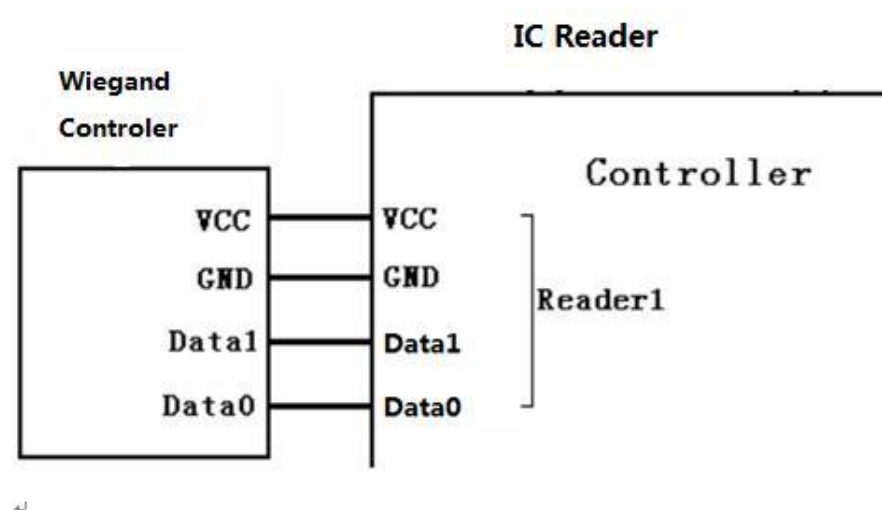 IC Reader
Wiegand
Controler
Controller
VCC VCC
GND GND
Reader1
Data1 Data1
Data0 Data0